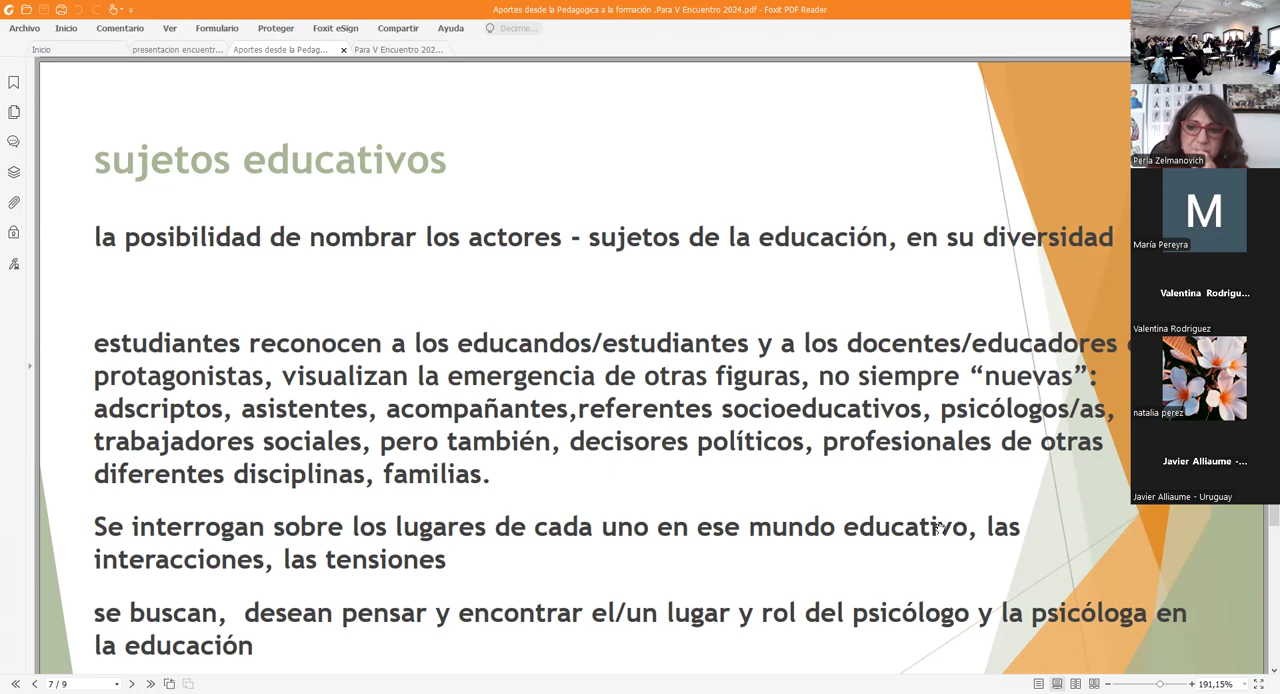 Aportes desde la Pedagogica a la formación .Para V Encuentro 2024.pdf - Foxit PDF Reader
Archivo Inicio Comentario Ver Formulario Proteger Foxit eSign Compartir Ayuda Decirme...
Inicio presentacion encuentr... Aportes desde la Pedag... Para V Encuentro 202...
sujetos educativos
la posibilidad de nombrar los actores - sujetos de la educación, en su diversidad
estudiantes reconocen a los educandos/estudiantes y a los docentes/educadores
protagonistas, visualizan la emergencia de otras figuras, no siempre “nuevas”:
adscriptos, asistentes, acompañantes,referentes socioeducativos, psicólogos/as,
trabajadores sociales, pero también, decisores políticos, profesionales de otras
diferentes disciplinas, familias.
Se interrogan sobre los lugares de cada uno en ese mundo educativo, las
interacciones, las tensiones
se buscan, desean pensar y encontrar el/un lugar y rol del psicólogo y la psicóloga en
la educación
Perla Zelmanovich
M
María Pereyra
Valentina Rodrigu...
Valentina Rodriguez
natalia perez
Javier Alliaume -...
Javier Alliaume - Uruguay
7 / 9
191,15%